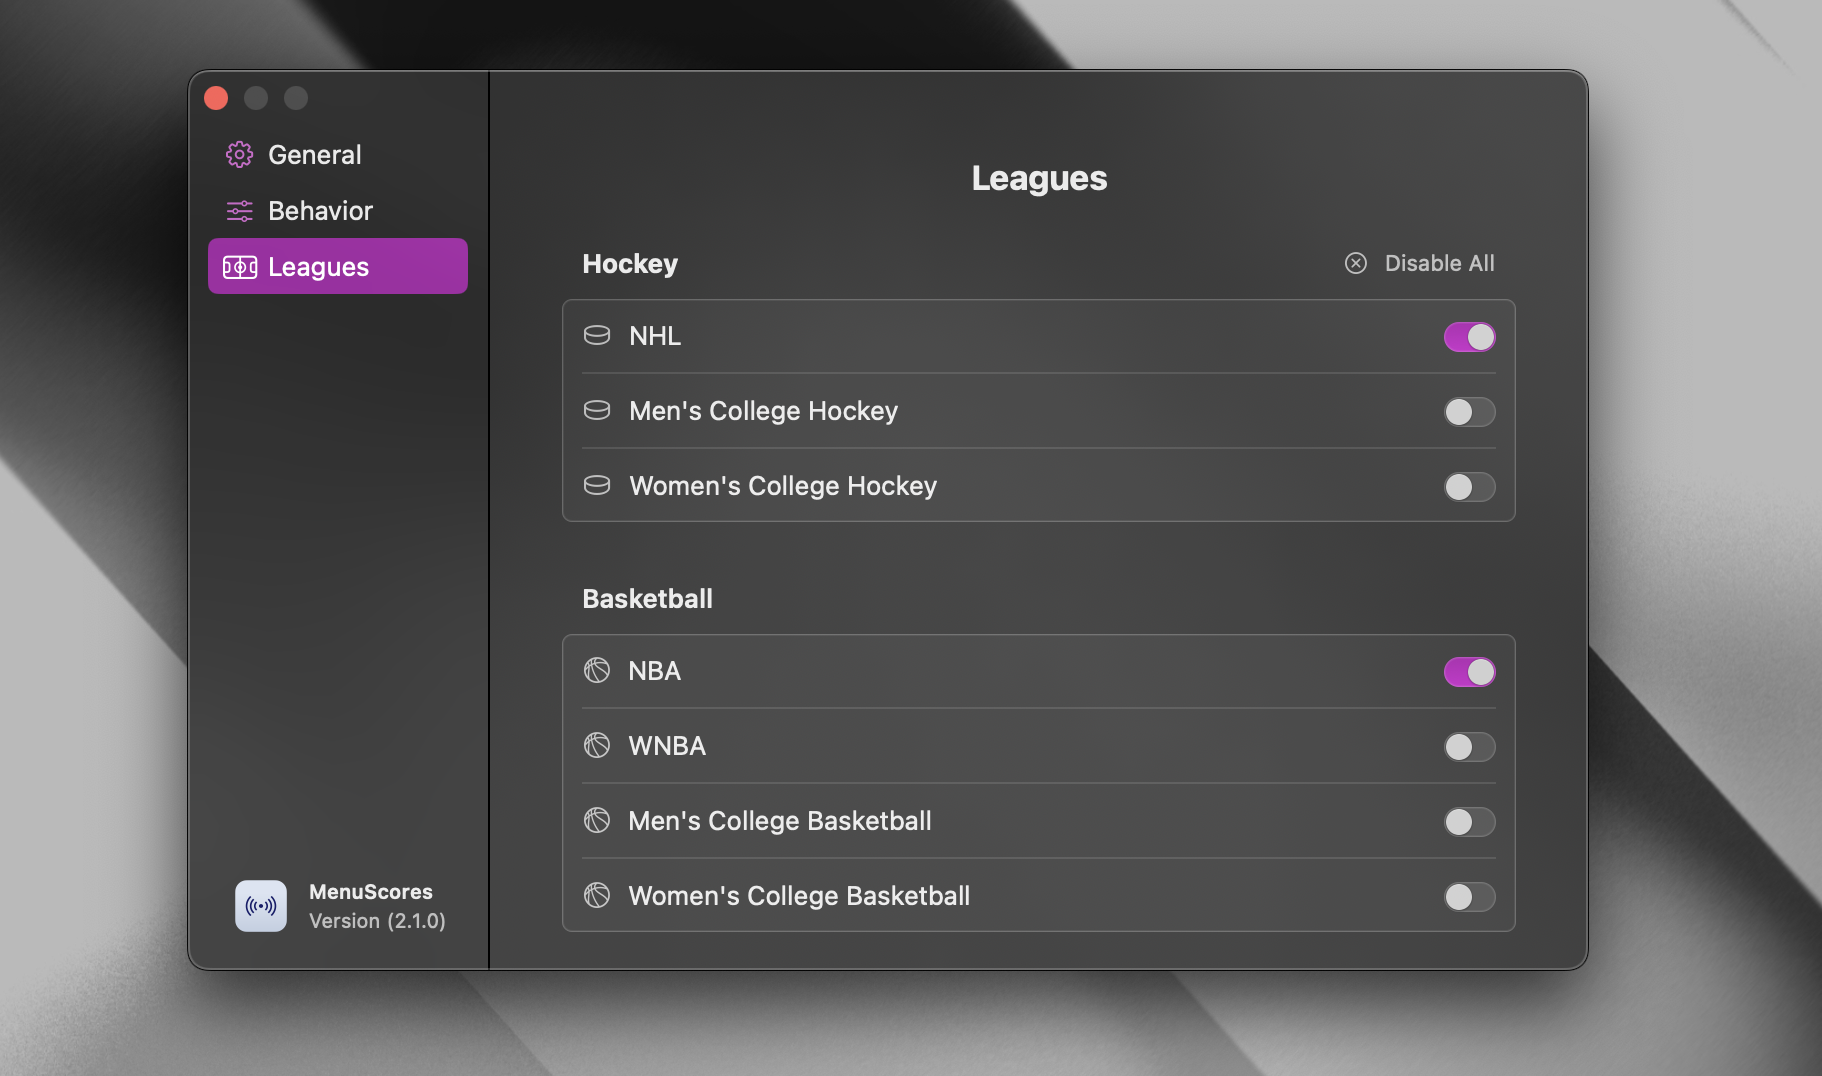 General
Behavior
Leagues
MenuScores
Version (2.1.0)
Leagues
Hockey
Disable All
NHL
Men's College Hockey
Women's College Hockey
Basketball
NBA
WNBA
Men's College Basketball
Women's College Basketball